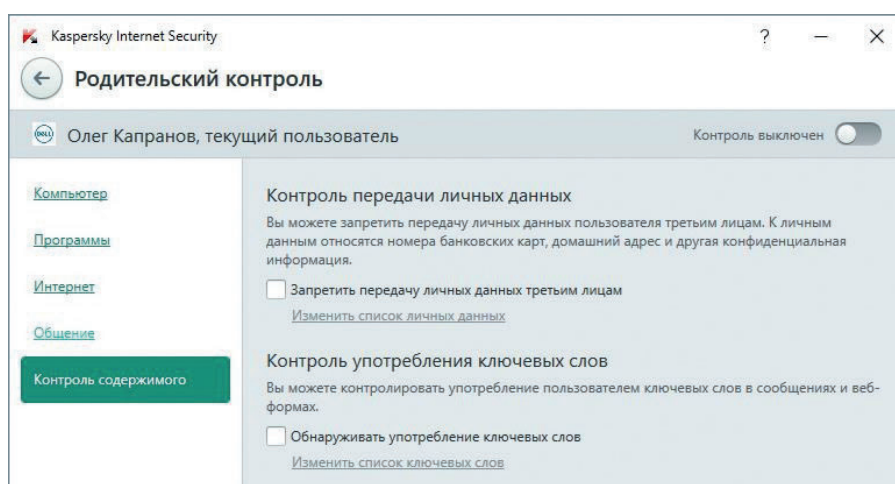 Kaspersky Internet Security
?
Родительский контроль
DELL
Олег Капранов, текущий пользователь
Контроль выключен
Компьютер
Программы
Интернет
Общение
Контроль содержимого
Контроль передачи личных данных
Вы можете запретить передачу личных данных пользователя третьим лицам. К личным
данным относятся номера банковских карт, домашний адрес и другая конфиденциальная
информация.
Запретить передачу личных данных третьим лицам
Изменить список личных данных
Контроль употребления ключевых слов
Вы можете контролировать употребление пользователем ключевых слов в сообщениях и веб-
формах.
Обнаруживать употребление ключевых слов
Изменить список ключевых слов